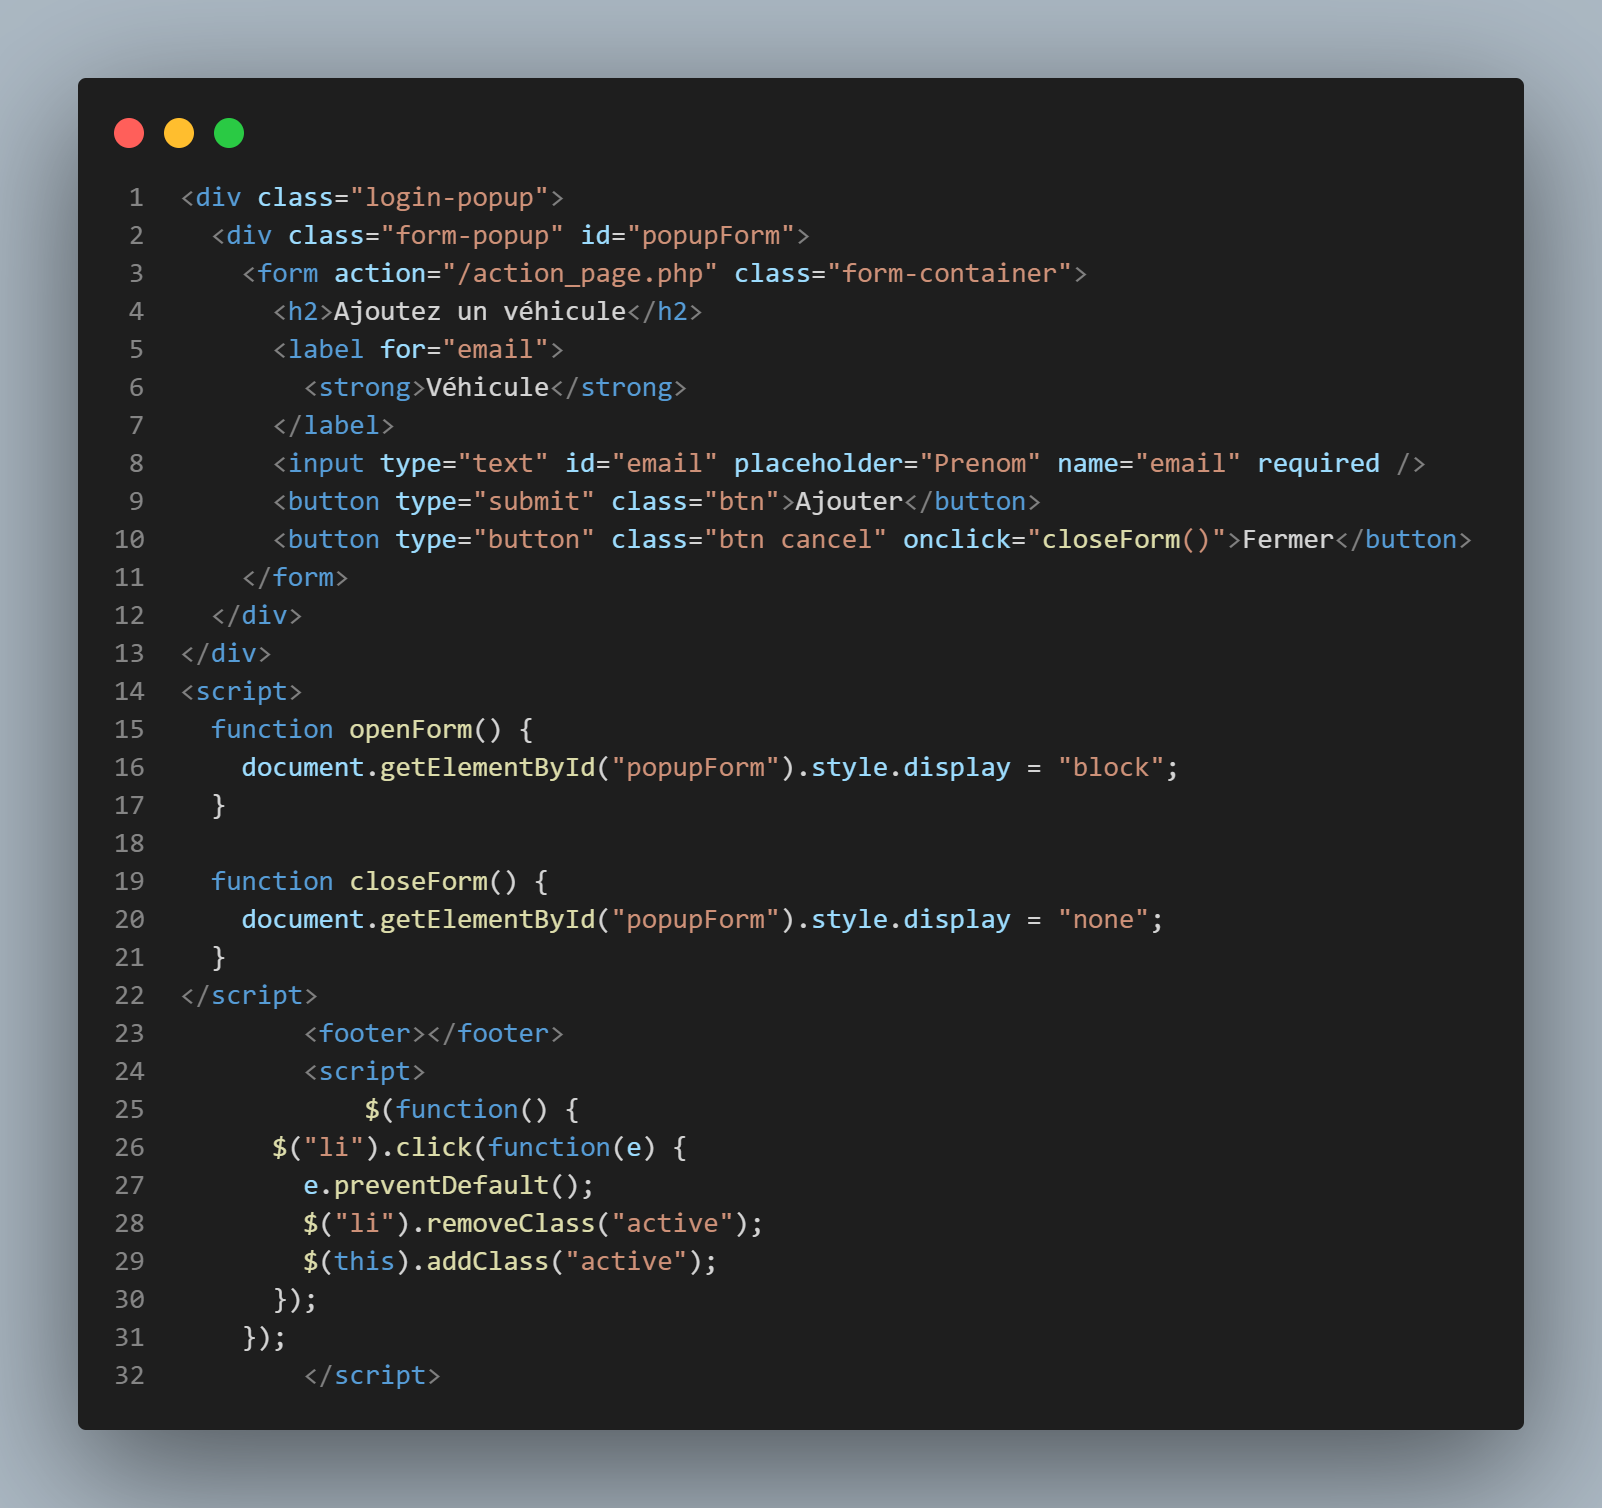 1 <div class="login-popup">
2   <div class="form-popup" id="popupForm">
3     <form action="/action_page.php" class="form-container">
4       <h2>Ajoutez un véhicule</h2>
5       <label for="email">
6         <strong>Véhicule</strong>
7       </label>
8       <input type="text" id="email" placeholder="Prenom" name="email" required />
9       <button type="submit" class="btn">Ajouter</button>
10       <button type="button" class="btn cancel" onclick="closeForm()">Fermer</button>
11     </form>
12   </div>
13 </div>
14 <script>
15   function openForm() {
16     document.getElementById("popupForm").style.display = "block";
17   }
18
19   function closeForm() {
20     document.getElementById("popupForm").style.display = "none";
21   }
22 </script>
23         <footer></footer>
24         <script>
25             $(function() {
26       $("li").click(function(e) {
27         e.preventDefault();
28         $("li").removeClass("active");
29         $(this).addClass("active");
30       });
31     });
32         </script>